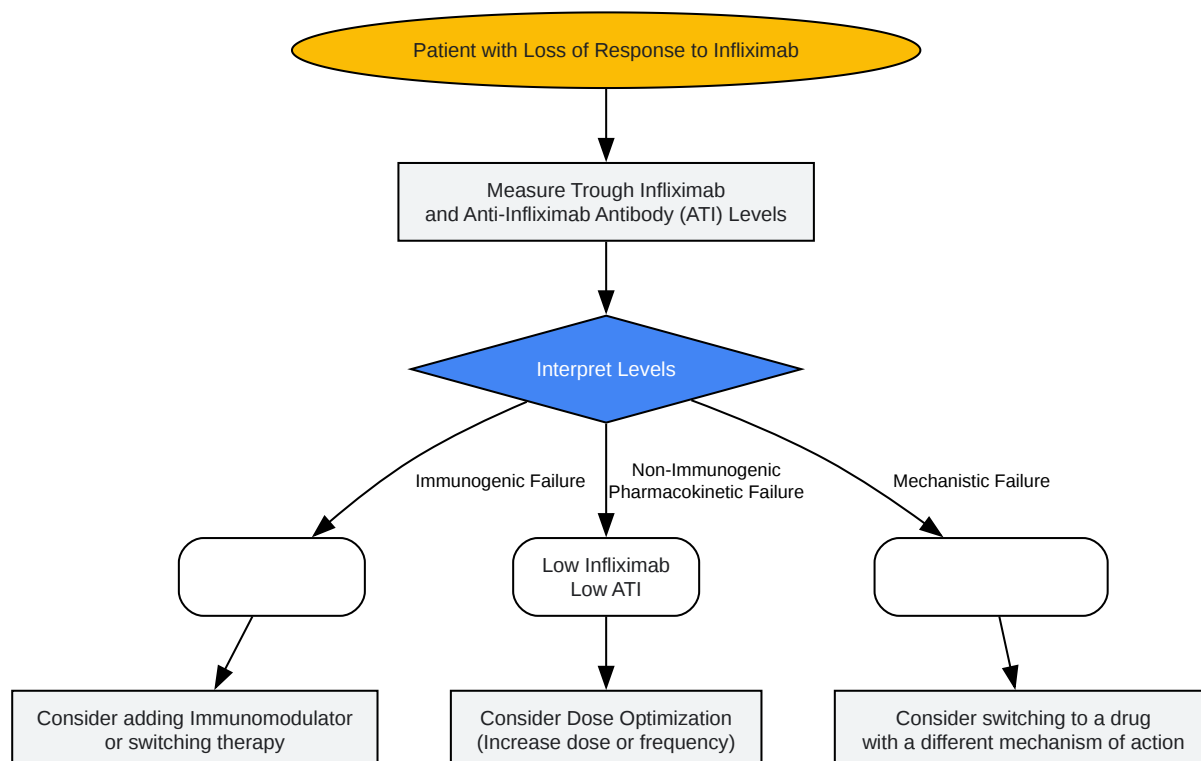 Patient with Loss of Response to Infliximab
Measure Trough Infliximab
and Anti-Infliximab Antibody (ATI) Levels
Interpret Levels
Immunogenic Failure
Non-Immunogenic
Pharmacokinetic Failure
Mechanistic Failure
Low Infliximab
Low ATI
Consider adding Immunomodulator
or switching therapy
Consider Dose Optimization
(Increase dose or frequency)
Consider switching to a drug
with a different mechanism of action